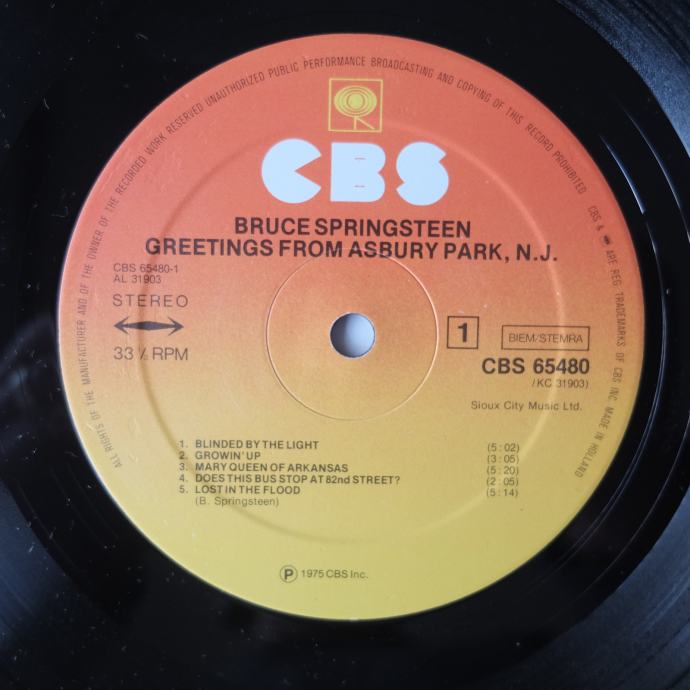 ALL RIGHTS OF THE MANUFACTURER AND OF THE OWNER OF THE RECORDED WORK RESERVED UNAUTHORIZED PUBLIC PERFORMANCE BROADCASTING AND COPYING OF THIS RECORD PROHIBITED
CBS & ARE REG. TRADEMARKS OF CBS INC. MADE IN HOLLAND
CBS
BRUCE SPRINGSTEEN
GREETINGS FROM ASBURY PARK, N.J.
CBS 65480-1
AL 31903
STEREO
33 / RPM
1
BIEM/STEMRA
CBS 65480
(KC 31903)
Sioux City Music Ltd.
1. BLINDED BY THE LIGHT (5:02)
2. GROWIN' UP (3:05)
3. MARY QUEEN OF ARKANSAS (5:20)
4. DOES THIS BUS STOP AT 82nd STREET? (2:05)
5. LOST IN THE FLOOD (5:14)
(B. Springsteen)
℗ 1975 CBS Inc.